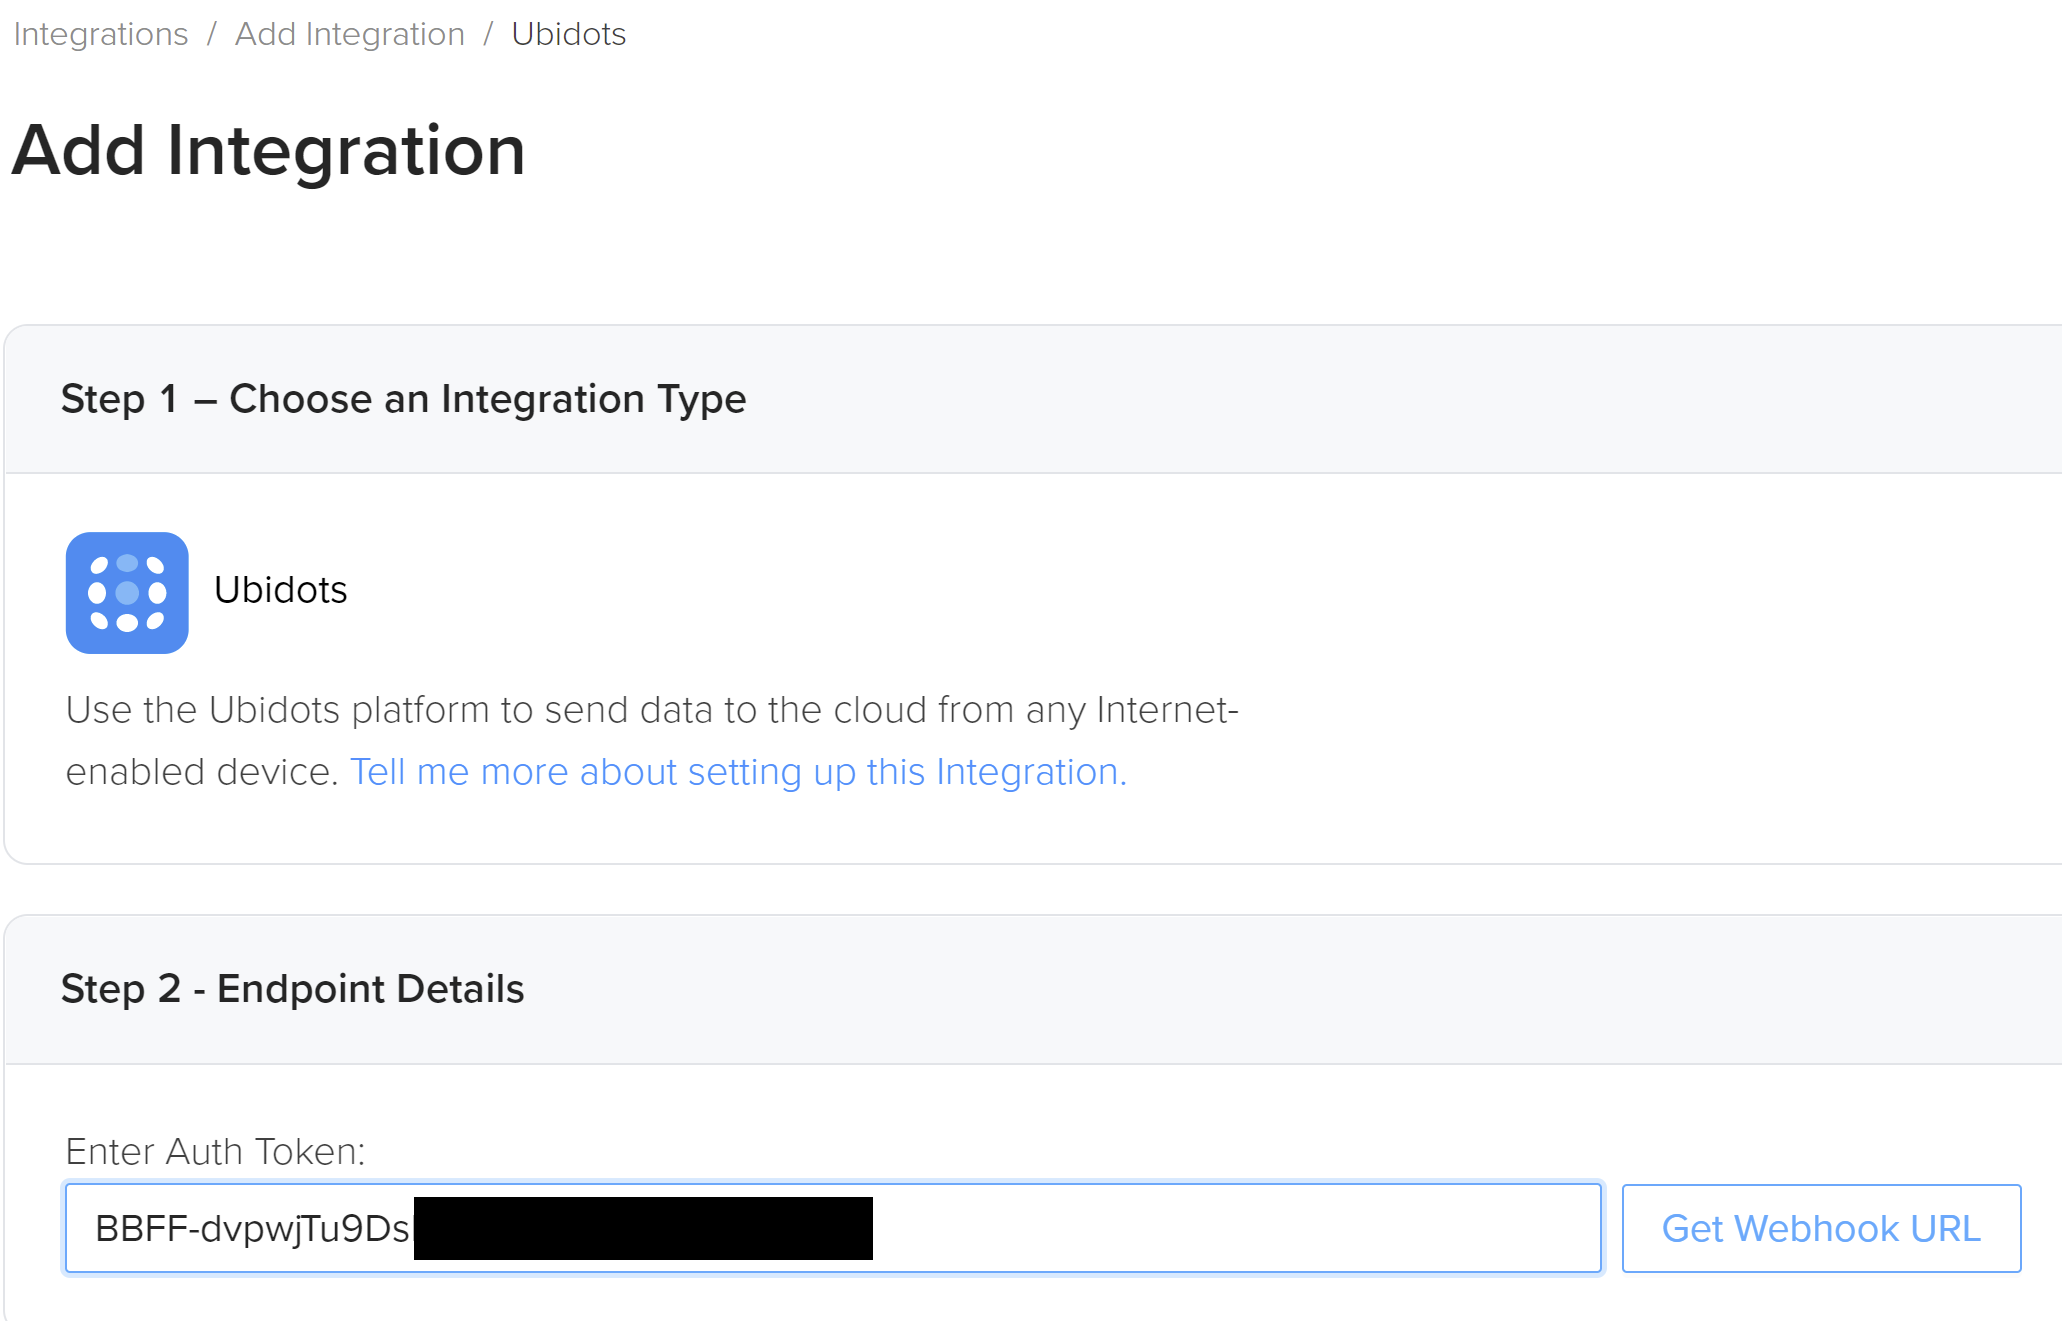 Integrations / Add Integration / Ubidots
Add Integration
Step 1 – Choose an Integration Type
Ubidots
Use the Ubidots platform to send data to the cloud from any Internet-
enabled device. Tell me more about setting up this Integration.
Step 2 - Endpoint Details
Enter Auth Token:
BBFF-dvpwjTu9Ds
Get Webhook URL